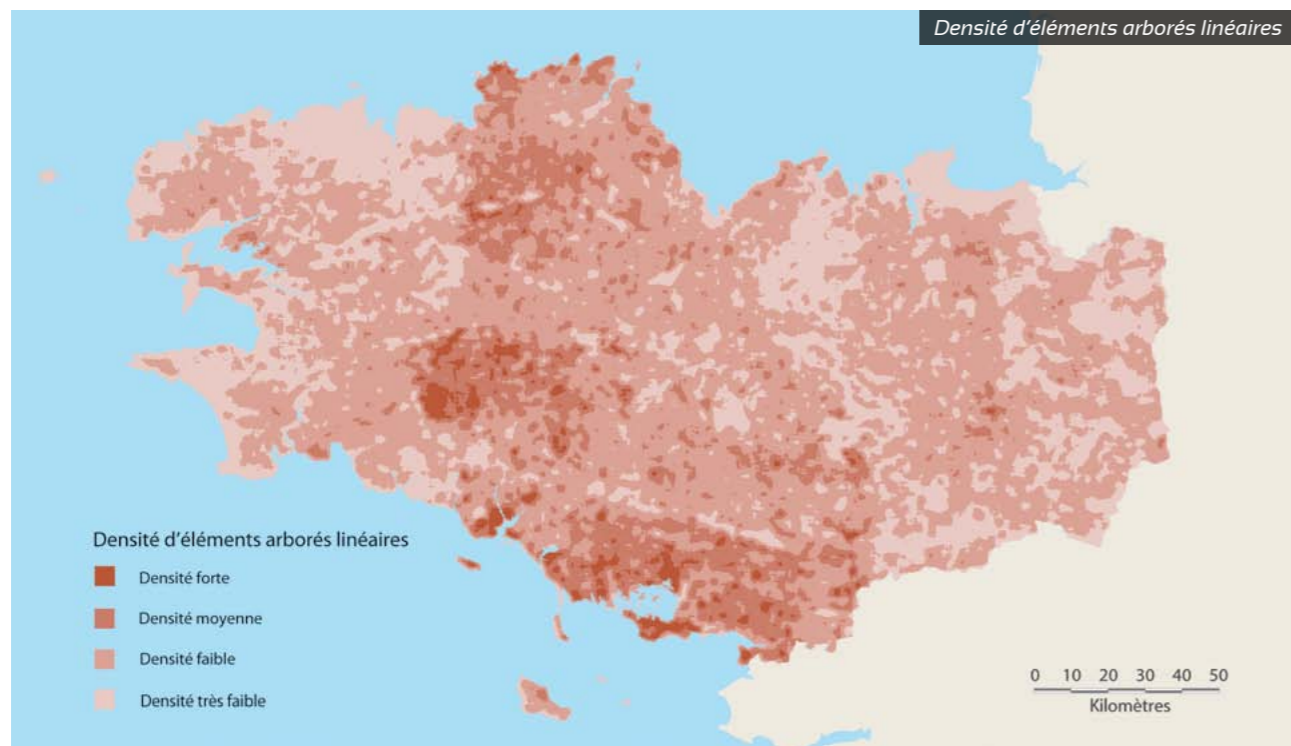 Densité d’éléments arborés linéaires
Densité d’éléments arborés linéaires
Densité forte
Densité moyenne
Densité faible
Densité très faible
0 10 20 30 40 50
Kilomètres